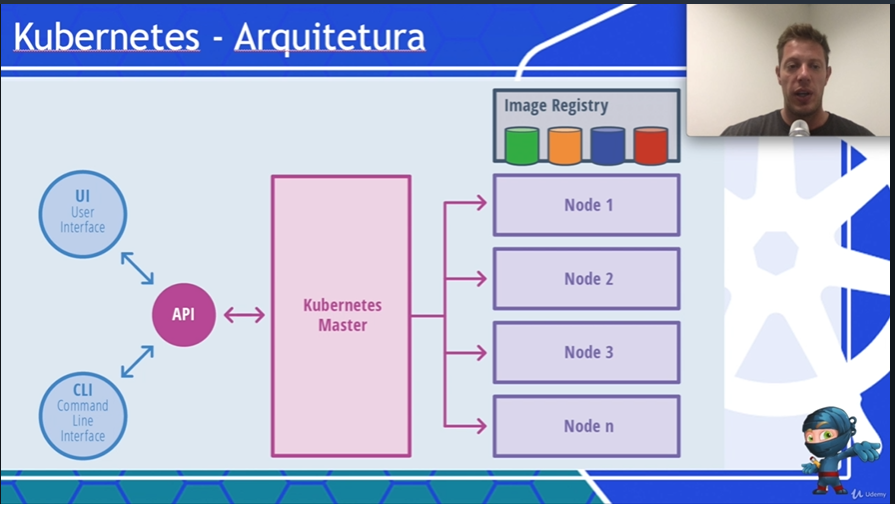 Kubernetes - Arquitetura
Image Registry
UI
User
Interface
API
CLI
Command
Line
Interface
Kubernetes
Master
Node 1
Node 2
Node 3
Node n
Udemy